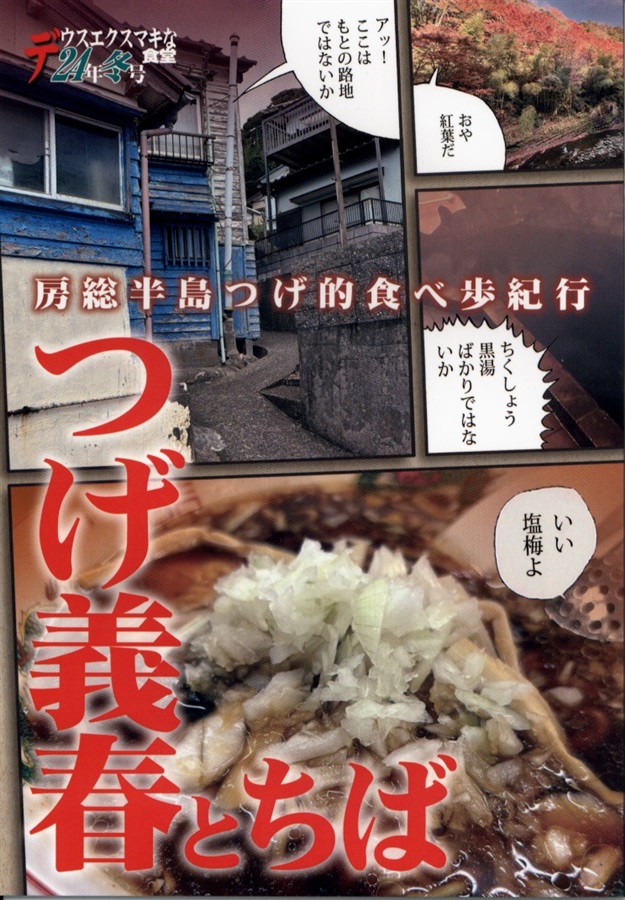 デウスエクスマキな
食堂
24年冬号
アッ!
ここは
もとの路地
ではないか
おや
紅葉だ
房総半島つげ的食べ歩紀行
ちくしょう
黒湯
ばかりではな
いか
いい
塩梅よ
つげ義春とちば